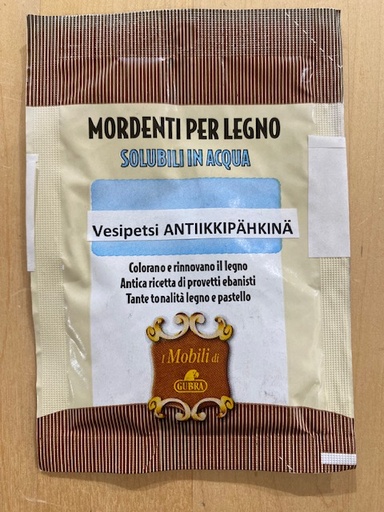 MORDENTI PER LEGNO
SOLUBILI IN ACQUA
Vesipetsi ANTIIKKIPÄHKINÄ
Colorano e rinnovano il legno
Antica ricetta di provetti ebanisti
Tante tonalità legno e pastello
I Mobili di
GUBRA